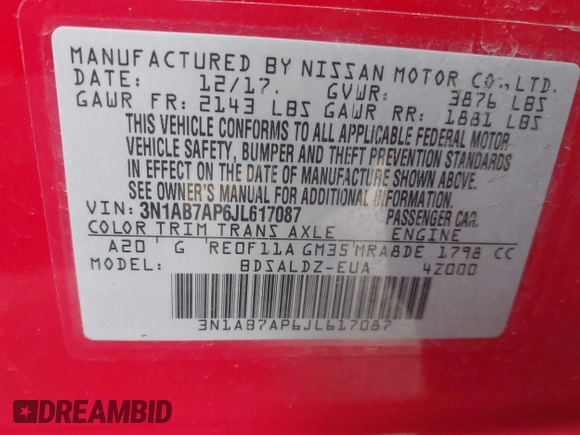 MANUFACTURED BY NISSAN MOTOR CO., LTD.
DATE: 12/17. GVWR: 3876 LBS
GAWR FR: 2143 LBS GAWR RR: 1881 LBS
THIS VEHICLE CONFORMS TO ALL APPLICABLE FEDERAL MOTOR
VEHICLE SAFETY, BUMPER AND THEFT PREVENTION STANDARDS
IN EFFECT ON THE DATE OF MANUFACTURE SHOWN ABOVE.
SEE OWNER'S MANUAL FOR ADDITIONAL INFORMATION.
VIN: 3N1AB7AP6JL617087 PASSENGER CAR.
COLOR TRIM TRANS AXLE ENGINE
A20 G RE0F11A GM35 MRA8DE 1798 CC
MODEL: BDSALDZ-EUA 4Z000
3N1AB7AP6JL617087
DREAMBID